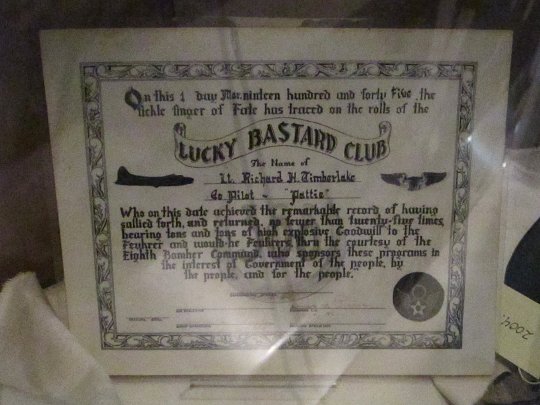 On this 1 day Mar. nineteen hundred and forty Five the
fickle finger of Fate has traced on the rolls of the
LUCKY BASTARD CLUB
The Name of
Lt. Richard H. Timberlake
Co Pilot ~ "Pattie"
Who on this date achieved the remarkable record of having
sallied forth, and returned, no fewer than twenty-five times,
bearing tons and tons of high explosive Goodwill to the
Feuhrer and would-be Feuhrers, thru the courtesy of the
Eighth Bomber Command, who sponsors these programs in
the interest of Government of the people, by
the people, and for the people."
2004.